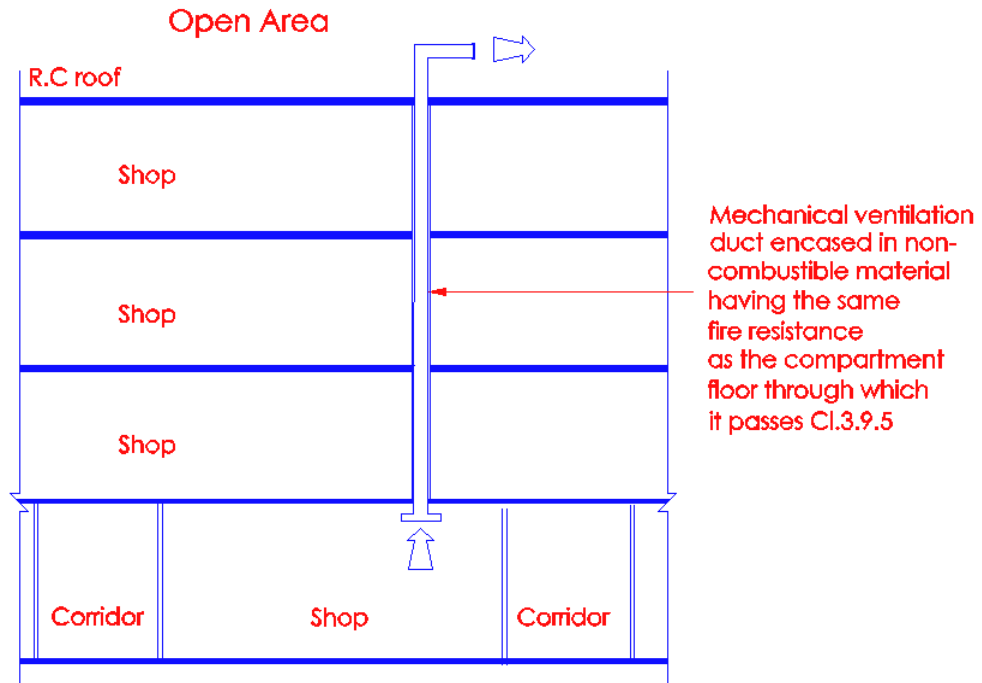 Open Area
R.C roof
Shop
Mechanical ventilation
duct encased in non-
combustible material
having the same
fire resistance
as the compartment
floor through which
it passes Cl.3.9.5
Shop
Shop
Corridor
Shop
Corridor